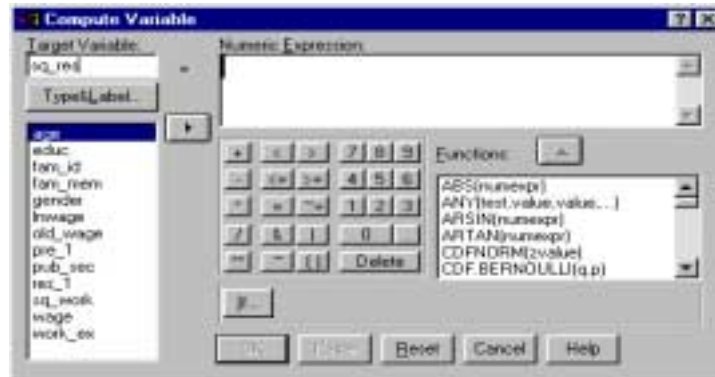 Compute Variable
Target Variable:
sq_res
=
Numeric Expression:
Type&Label...
age
educ
fam_id
fam_mem
gender
lnwage
old_wage
pre_1
pub_sec
res_1
sq_work
wage
work_ex
+ < > 7 8 9
- <= >= 4 5 6
* = ~= 1 2 3
/ & | 0 .
** ~ ( ) Delete
Functions:
ABS(numexpr)
ANY(test,value,value,...)
ARSIN(numexpr)
ARTAN(numexpr)
CDFNORM(zvalue)
CDF.BERNOULLI(q,p)
If...
OK
Paste
Reset
Cancel
Help